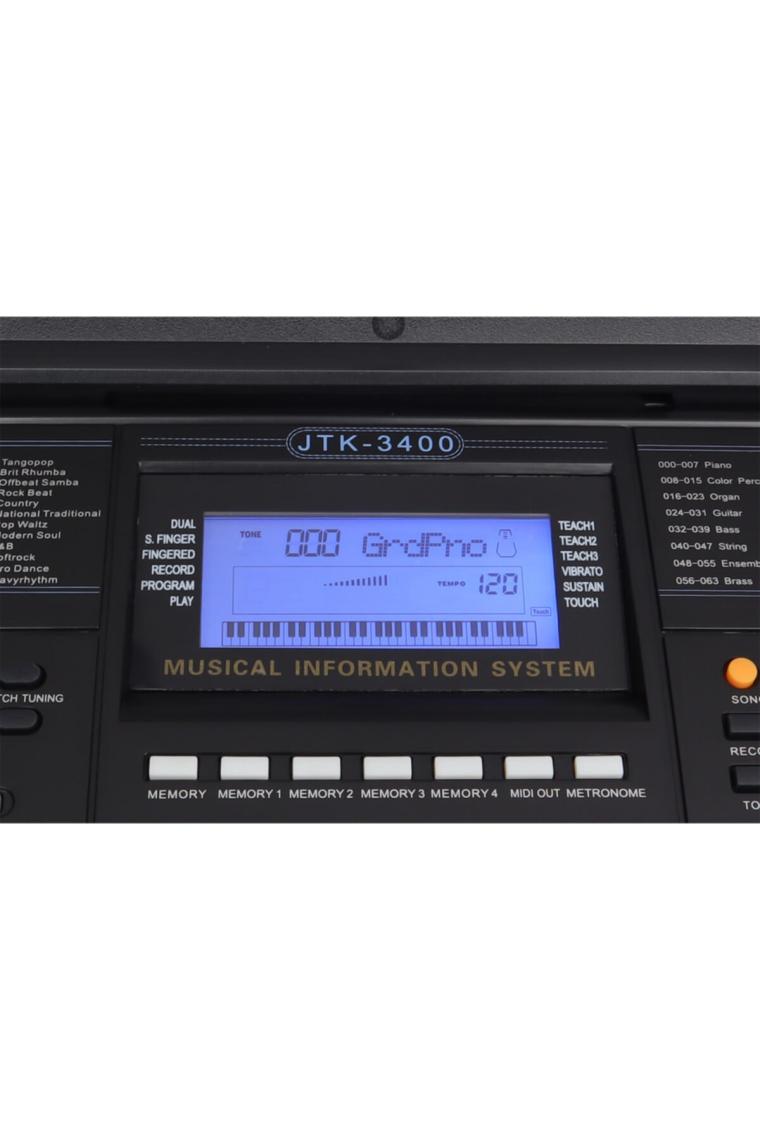 JTK-3400
Tangopop
Brit Rhumba
Offbeat Samba
Rock Beat
Country
National Traditional
Pop Waltz
Modern Soul
&B
oftrock
ro Dance
avyrhythm
TCH TUNING
DUAL
S. FINGER
FINGERED
RECORD
PROGRAM
PLAY
TONE 000 GrdPno
TEMPO 120
Touch
TEACH1
TEACH2
TEACH3
VIBRATO
SUSTAIN
TOUCH
MUSICAL INFORMATION SYSTEM
MEMORY MEMORY 1 MEMORY 2 MEMORY 3 MEMORY 4 MIDI OUT METRONOME
000-007 Piano
008-015 Color Perc
016-023 Organ
024-031 Guitar
032-039 Bass
040-047 String
048-055 Ensemb
056-063 Brass
SONG
RECO
TO